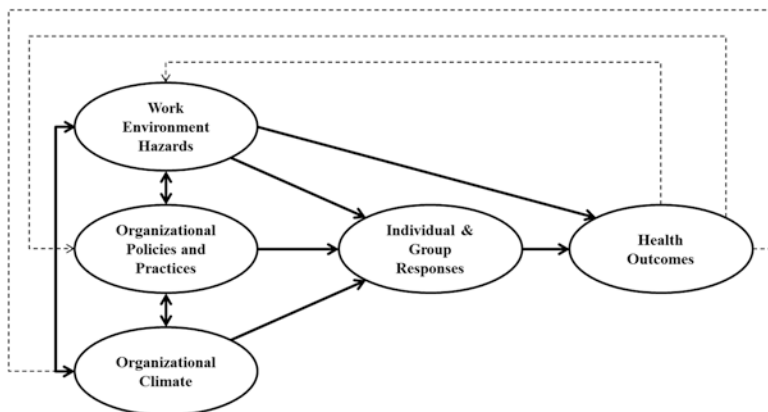 Work
Environment
Hazards
Organizational
Policies and
Practices
Individual &
Group
Responses
Health
Outcomes
Organizational
Climate